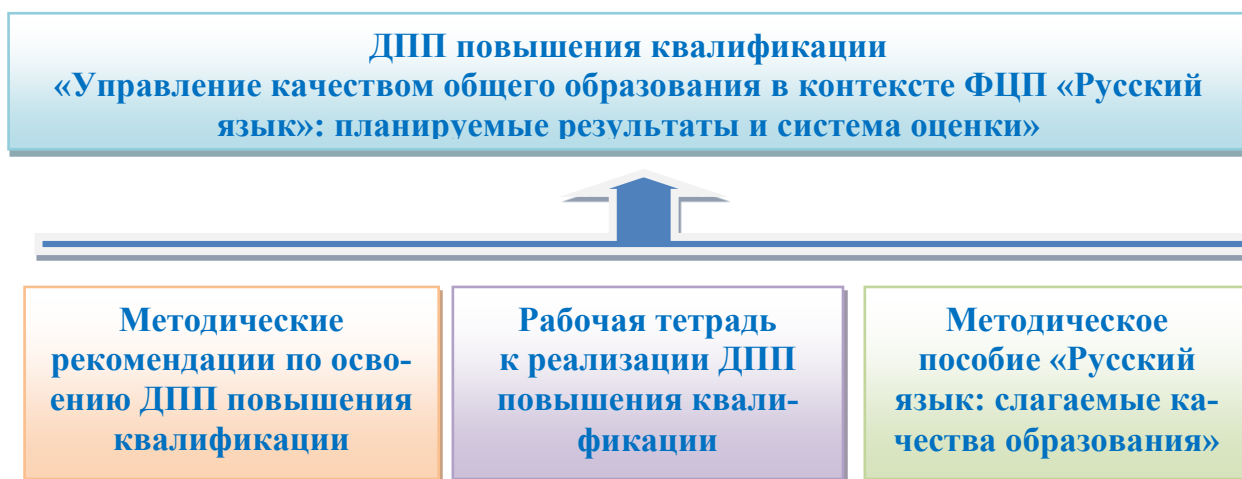 ДПП повышения квалификации
«Управление качеством общего образования в контексте ФЦП «Русский
язык»: планируемые результаты и система оценки»
Методические
рекомендации по осво-
ению ДПП повышения
квалификации
Рабочая тетрадь
к реализации ДПП
повышения квали-
фикации
Методическое
пособие «Русский
язык: слагаемые ка-
чества образования»